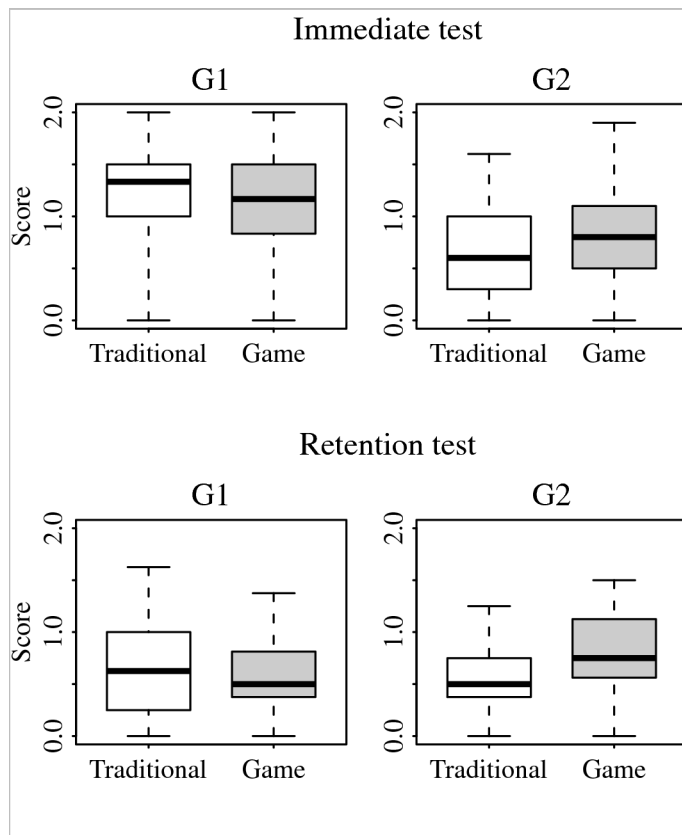 Immediate test
G1
G2
Score
0.0 1.0 2.0
0.0 1.0 2.0
Traditional Game
Traditional Game
Retention test
G1
G2
Score
0.0 1.0 2.0
0.0 1.0 2.0
Traditional Game
Traditional Game